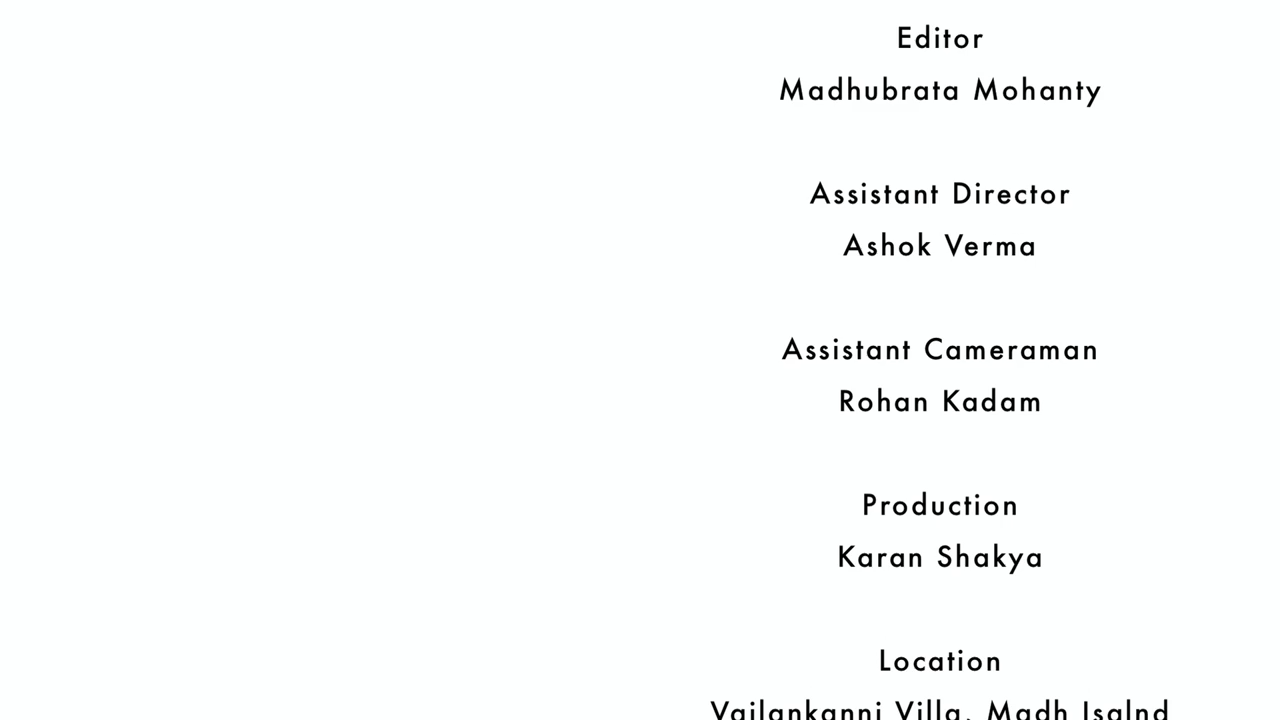 Editor
Madhubrata Mohanty
Assistant Director
Ashok Verma
Assistant Cameraman
Rohan Kadam
Production
Karan Shakya
Location
Vailankanni Villa, Madh Isalnd